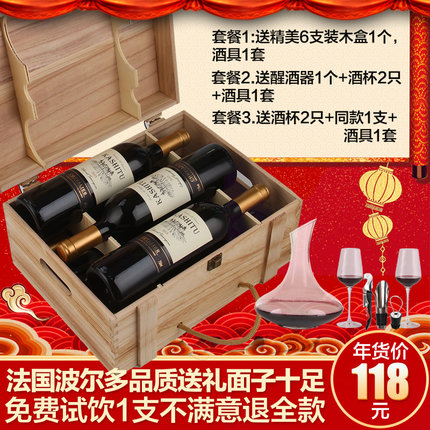 套餐1:送精美6支装木盒1个,
酒具1套
套餐2.送醒酒器1个+酒杯2只
+酒具1套
套餐3.送酒杯2只+同款1支+
酒具1套
KASHITU
KASHITU
KASHITU
法国波尔多品质送礼面子十足
免费试饮1支不满意退全款
年货价
118
元